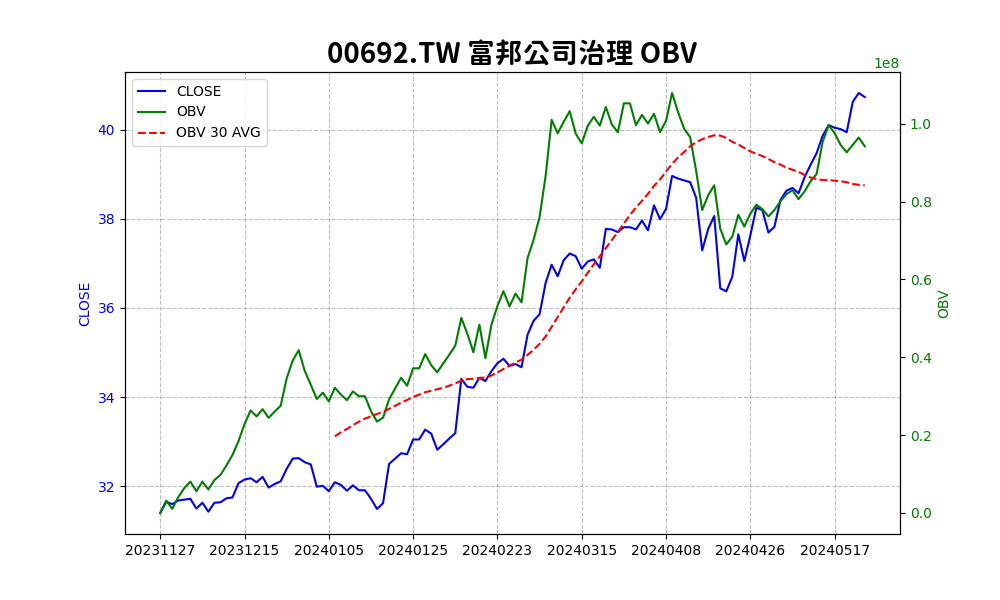 00692.TW 富邦公司治理 OBV
1e8
CLOSE
OBV
OBV 30 AVG
CLOSE
40
38
36
34
32
OBV
1.0
0.8
0.6
0.4
0.2
0.0
20231127 20231215 20240105 20240125 20240223 20240315 20240408 20240426 20240517